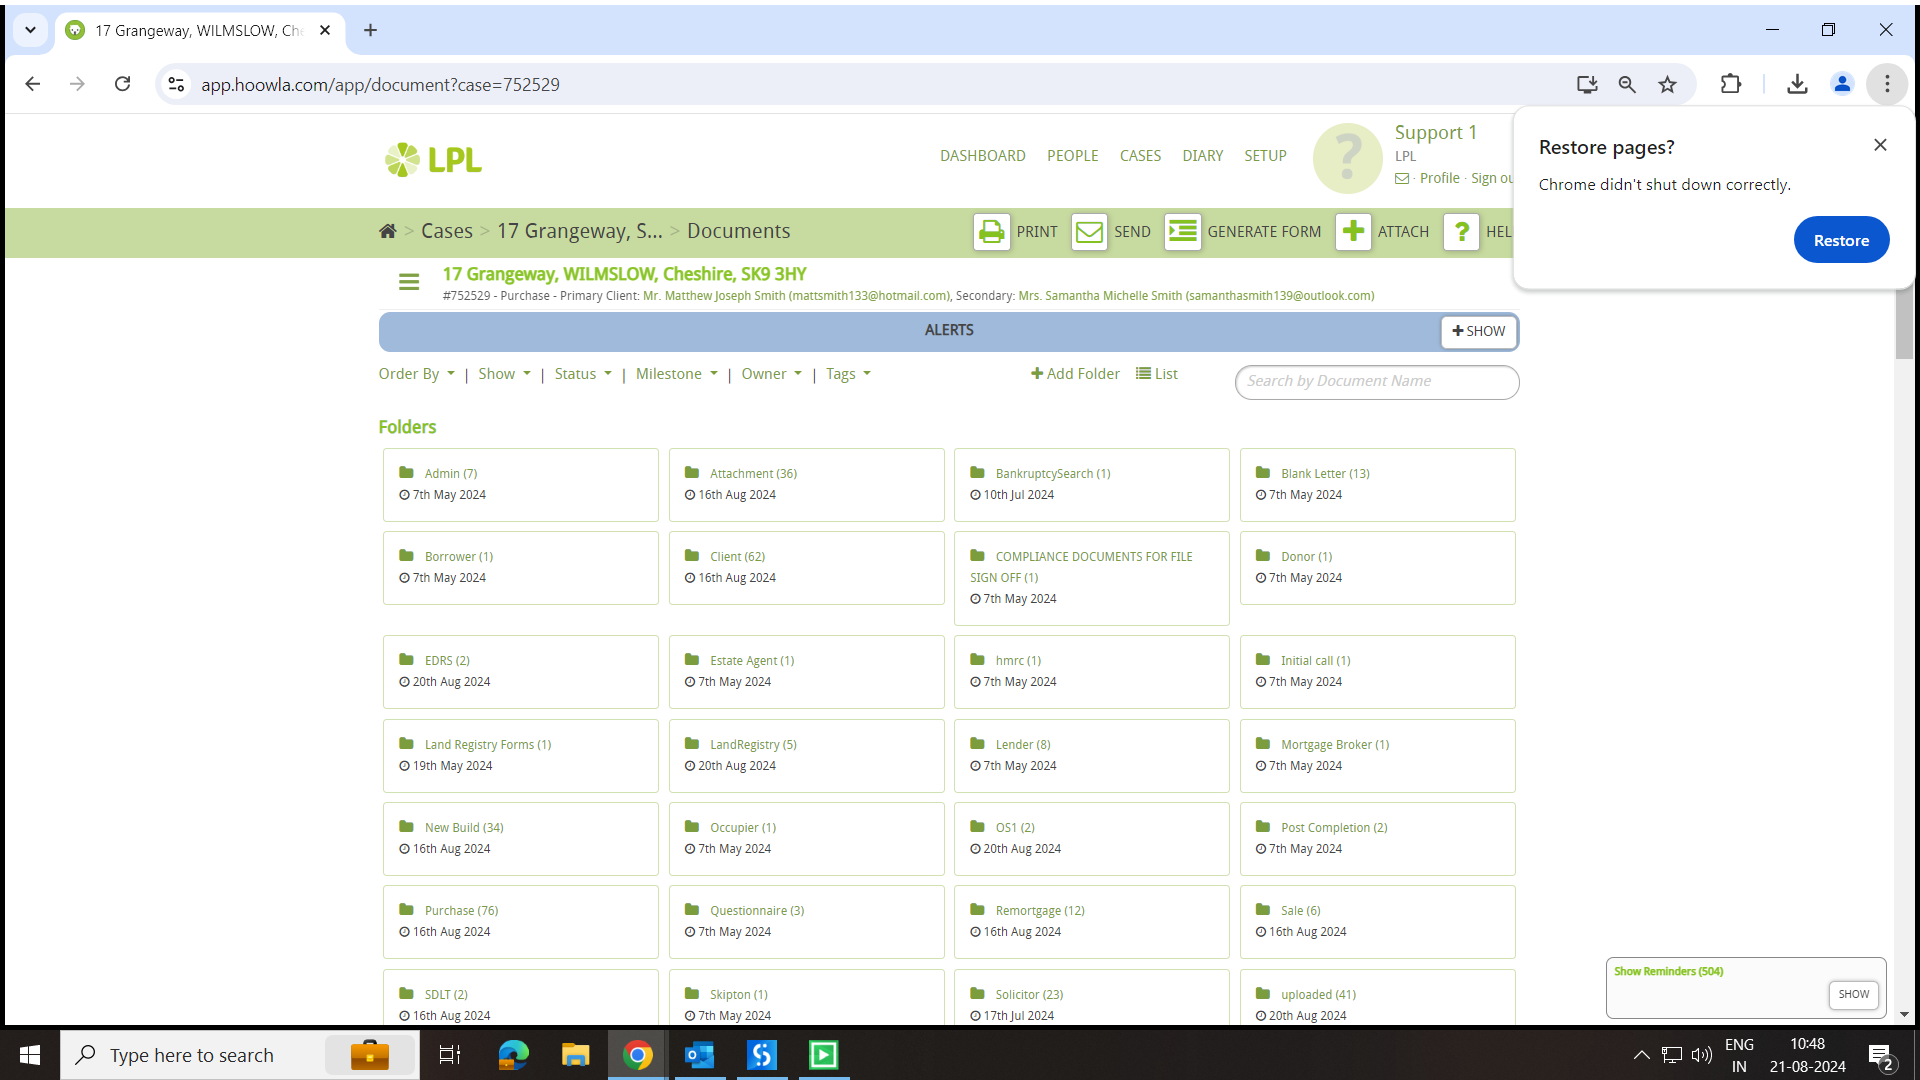 17 Grangeway, WILMSLOW, Che
app.hoowla.com/app/document?case=752529
Restore pages?
Chrome didn't shut down correctly.
Restore
LPL
DASHBOARD PEOPLE CASES DIARY SETUP
?
Support 1
LPL
· Profile · Sign ou
> Cases > 17 Grangeway, S... > Documents
PRINT SEND GENERATE FORM ATTACH ? HEL
17 Grangeway, WILMSLOW, Cheshire, SK9 3HY
#752529 - Purchase - Primary Client: Mr. Matthew Joseph Smith (mattsmith133@hotmail.com), Secondary: Mrs. Samantha Michelle Smith (samanthasmith139@outlook.com)
ALERTS
SHOW
Order By | Show | Status | Milestone | Owner | Tags
Add Folder List
Search by Document Name
Folders
Admin (7)
7th May 2024
Attachment (36)
16th Aug 2024
BankruptcySearch (1)
10th Jul 2024
Blank Letter (13)
7th May 2024
Borrower (1)
7th May 2024
Client (62)
16th Aug 2024
COMPLIANCE DOCUMENTS FOR FILE
SIGN OFF (1)
7th May 2024
Donor (1)
7th May 2024
EDRS (2)
20th Aug 2024
Estate Agent (1)
7th May 2024
hmrc (1)
7th May 2024
Initial call (1)
7th May 2024
Land Registry Forms (1)
19th May 2024
LandRegistry (5)
20th Aug 2024
Lender (8)
7th May 2024
Mortgage Broker (1)
7th May 2024
New Build (34)
16th Aug 2024
Occupier (1)
7th May 2024
OS1 (2)
20th Aug 2024
Post Completion (2)
7th May 2024
Purchase (76)
16th Aug 2024
Questionnaire (3)
7th May 2024
Remortgage (12)
16th Aug 2024
Sale (6)
16th Aug 2024
SDLT (2)
16th Aug 2024
Skipton (1)
7th May 2024
Solicitor (23)
17th Jul 2024
uploaded (41)
20th Aug 2024
Show Reminders (504)
SHOW
Type here to search
ENG
IN
10:48
21-08-2024
2